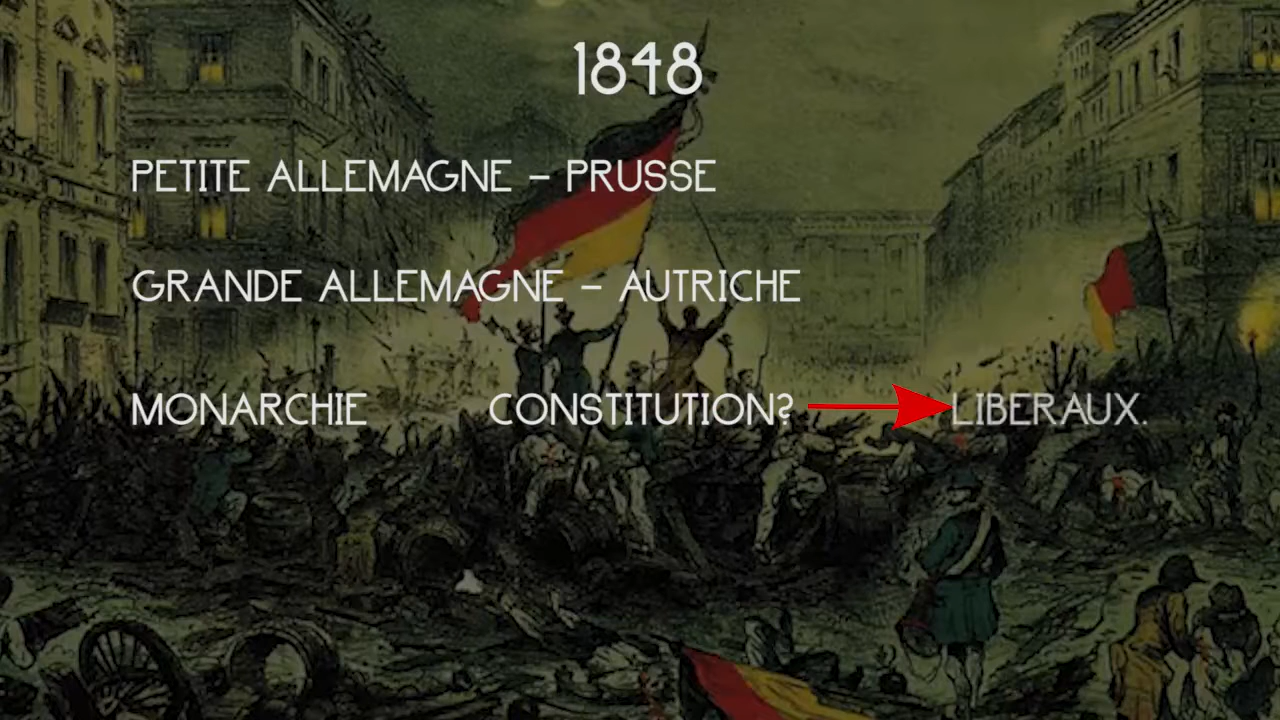 1848
PETITE ALLEMAGNE – PRUSSE
GRANDE ALLEMAGNE – AUTRICHE
MONARCHIE CONSTITUTION? LIBERAUX.